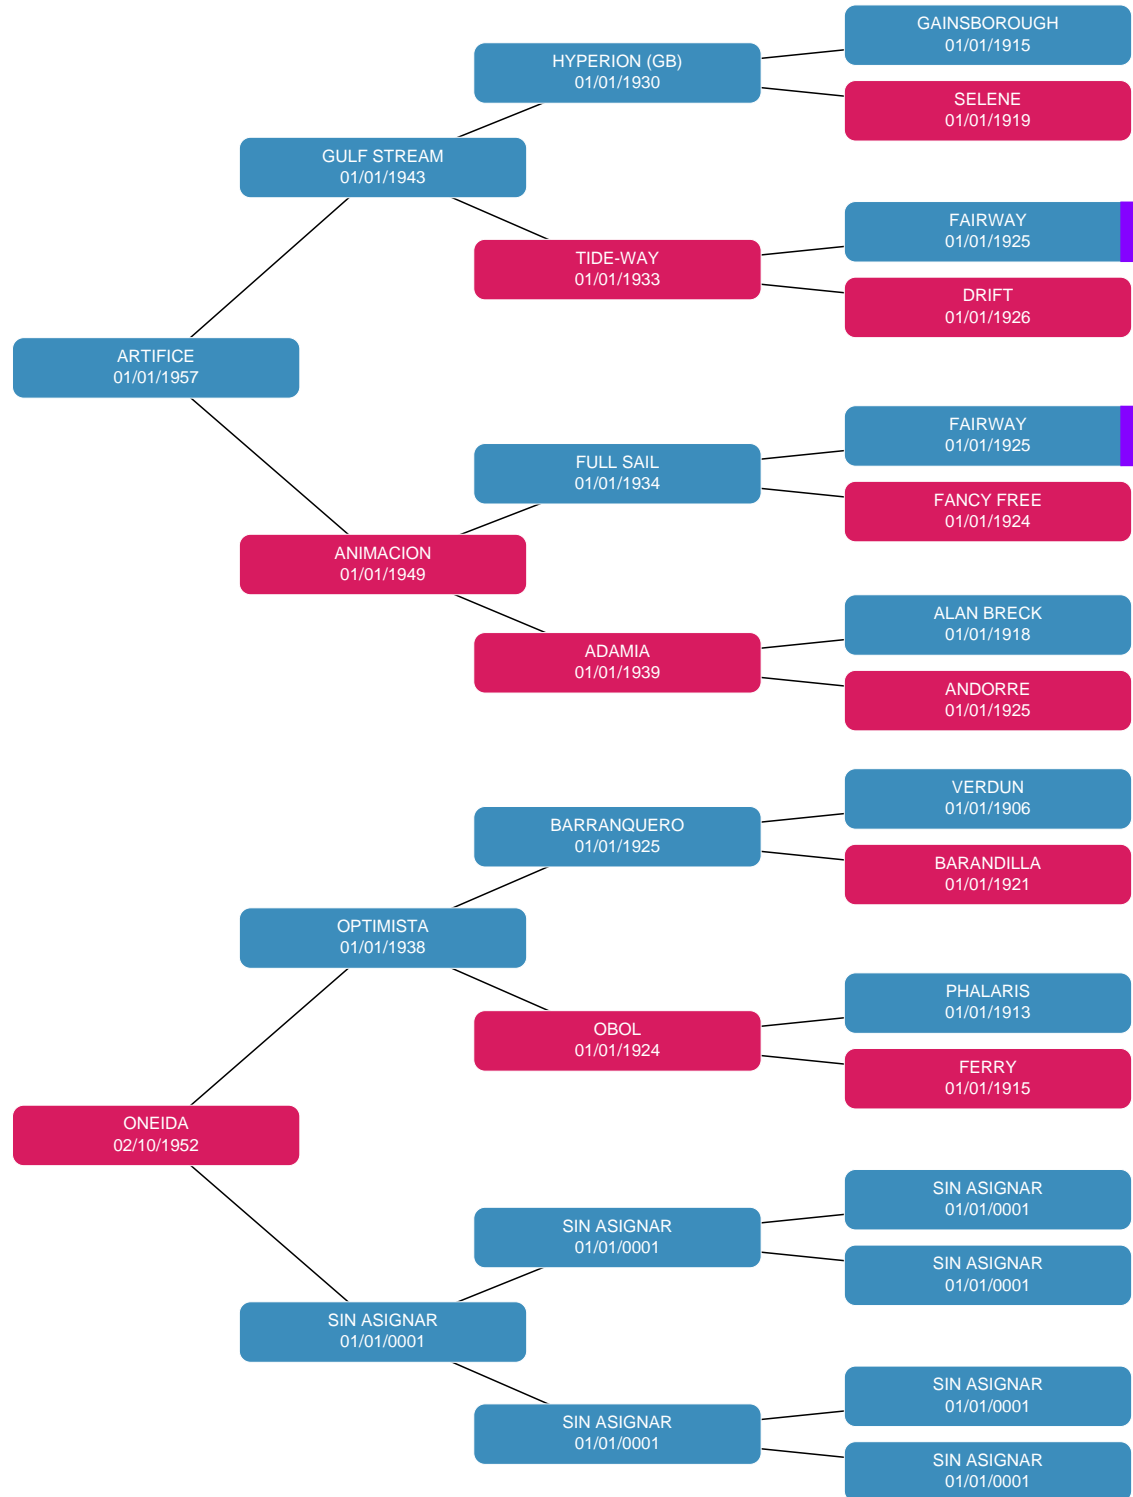 GAINSBOROUGH
01/01/1915
HYPERION (GB)
01/01/1930
SELENE
01/01/1919
GULF STREAM
01/01/1943
FAIRWAY
01/01/1925
TIDE-WAY
01/01/1933
DRIFT
01/01/1926
ARTIFICE
01/01/1957
FAIRWAY
01/01/1925
FULL SAIL
01/01/1934
FANCY FREE
01/01/1924
ANIMACION
01/01/1949
ALAN BRECK
01/01/1918
ADAMIA
01/01/1939
ANDORRE
01/01/1925
VERDUN
01/01/1906
BARRANQUERO
01/01/1925
BARANDILLA
01/01/1921
OPTIMISTA
01/01/1938
PHALARIS
01/01/1913
OBOL
01/01/1924
FERRY
01/01/1915
ONEIDA
02/10/1952
SIN ASIGNAR
01/01/0001
SIN ASIGNAR
01/01/0001
SIN ASIGNAR
01/01/0001
SIN ASIGNAR
01/01/0001
SIN ASIGNAR
01/01/0001
SIN ASIGNAR
01/01/0001
SIN ASIGNAR
01/01/0001